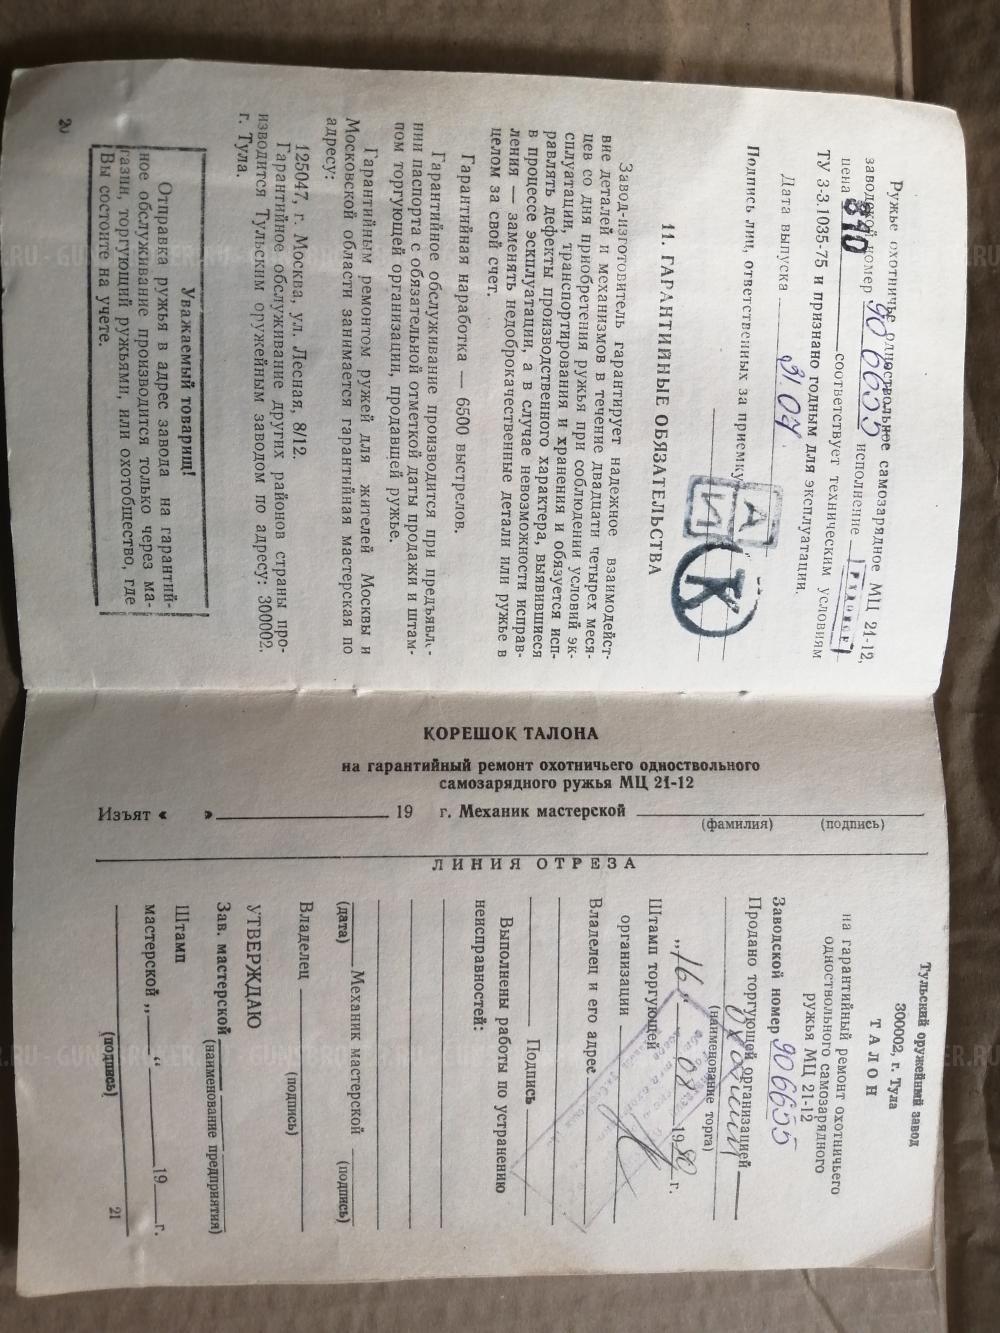 Ружье охотничье одноствольное самозарядное МЦ 21-12,
заводской номер 906655 исполнение РЯДОВОЕ
цена 810 соответствует техническим условиям
ТУ 3-3.1035-75 и признано годным для эксплуатации.
Дата выпуска 31.07.
Подпись лиц, ответственных за приемку
А
И
К
11. ГАРАНТИЙНЫЕ ОБЯЗАТЕЛЬСТВА
Завод-изготовитель гарантирует надежное взаимодейст-
вие деталей и механизмов в течение двадцати четырех меся-
цев со дня приобретения ружья при соблюдении условий эк-
сплуатации, транспортирования и хранения и обязуется исп-
равлять дефекты производственного характера, выявившиеся
в процессе эксплуатации, а в случае невозможности исправ-
ления — заменять недоброкачественные детали или ружье в
целом за свой счет.
Гарантийная наработка — 6500 выстрелов.
Гарантийное обслуживание производится при предъявле-
нии паспорта с обязательной отметкой даты продажи и штам-
пом торгующей организации, продавшей ружье.
Гарантийным ремонтом ружей для жителей Москвы и
Московской области занимается гарантийная мастерская по
адресу:
125047, г. Москва, ул. Лесная, 8/12.
Гарантийное обслуживание других районов страны про-
изводится Тульским оружейным заводом по адресу: 300002,
г. Тула.
Уважаемый товарищ!
Отправка ружья в адрес завода на гарантий-
ное обслуживание производится только через ма-
газин, торгующий ружьями, или охотобщество, где
Вы состоите на учете.
20
КОРЕШОК ТАЛОНА
на гарантийный ремонт охотничьего одноствольного
самозарядного ружья МЦ 21-12
Изъят « » 19 г. Механик мастерской
(фамилия) (подпись)
ЛИНИЯ ОТРЕЗА
Тульский оружейный завод
300002, г. Тула
ТАЛОН
на гарантийный ремонт охотничьего
одноствольного самозарядного
ружья МЦ 21-12
Заводской номер 906655
Продано торгующей организацией
(наименование торга)
„16“ 08 1990 г.
Штамп торгующей
организации
Владелец и его адрес
Подпись
Выполнены работы по устранению
неисправностей:
Механик мастерской
(дата) (подпись)
Владелец
(подпись)
УТВЕРЖДАЮ
Зав. мастерской
(наименование предприятия)
Штамп
мастерской „ “ 19 г.
(подпись)
21